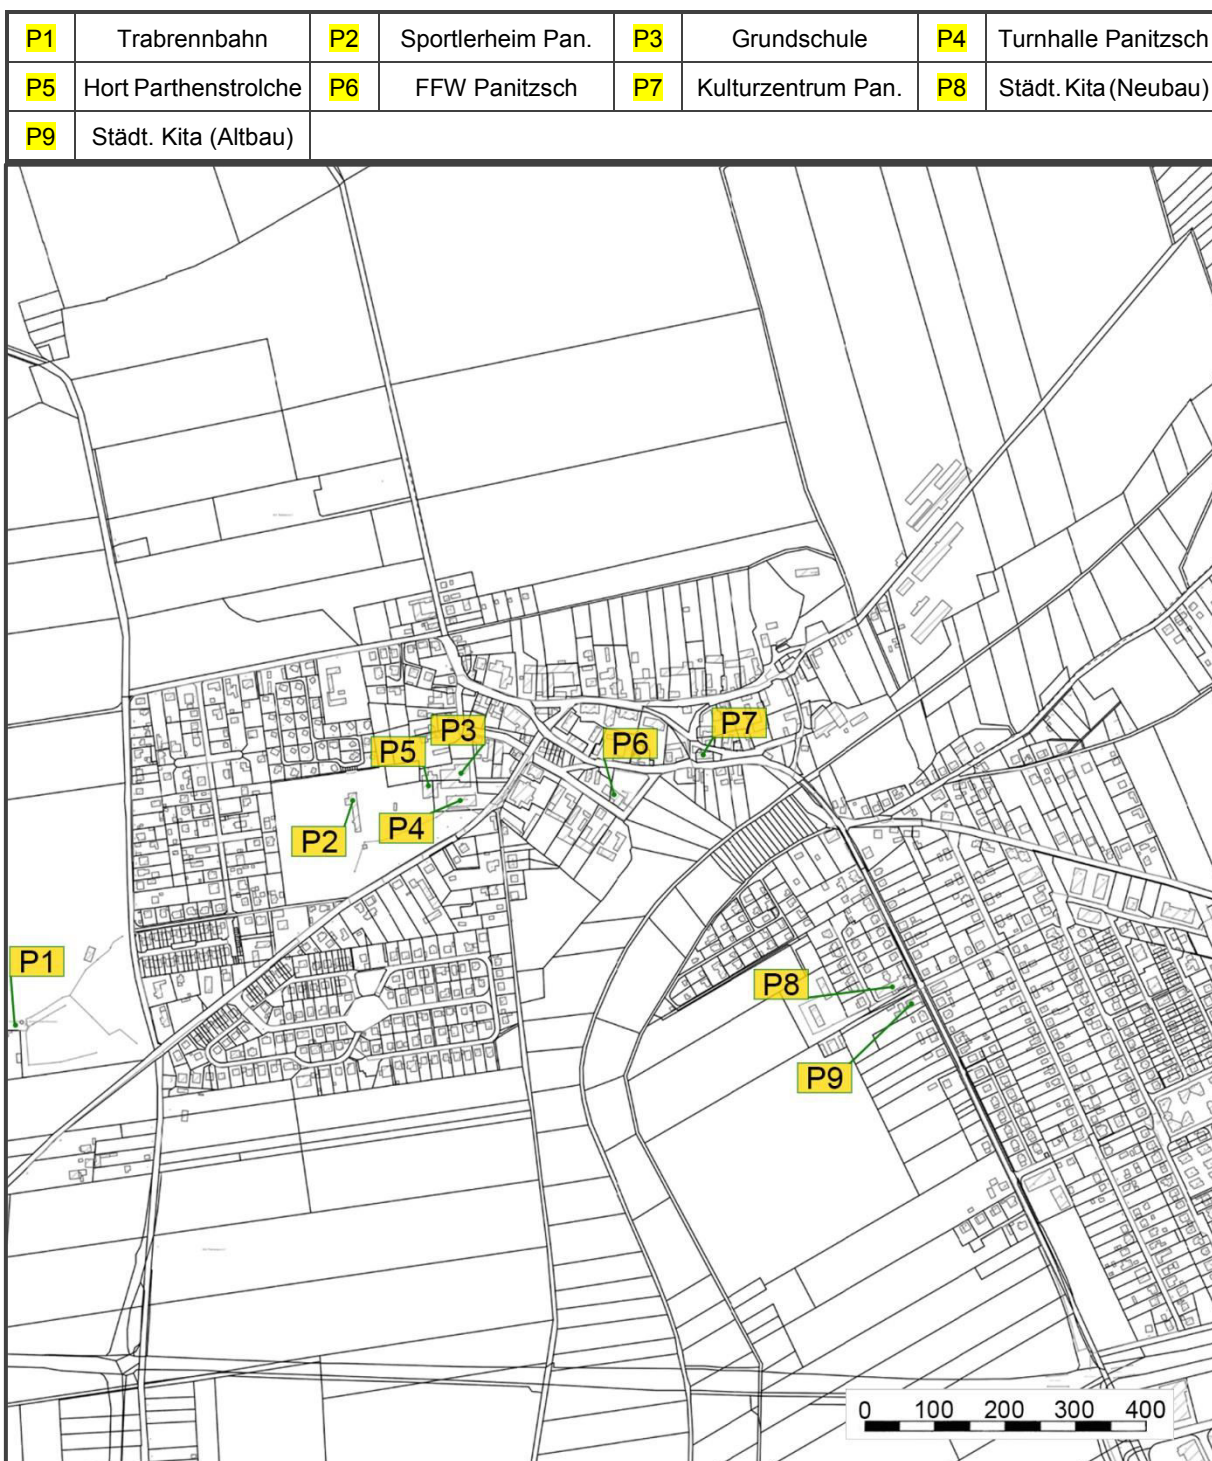 P1 Trabrennbahn P2 Sportlerheim Pan. P3 Grundschule P4 Turnhalle Panitzsch
P5 Hort Parthenstrolche P6 FFW Panitzsch P7 Kulturzentrum Pan. P8 Städt. Kita (Neubau)
P9 Städt. Kita (Altbau)
P7
P3
P6
P5
P4
P2
P1
P8
P9
0 100 200 300 400